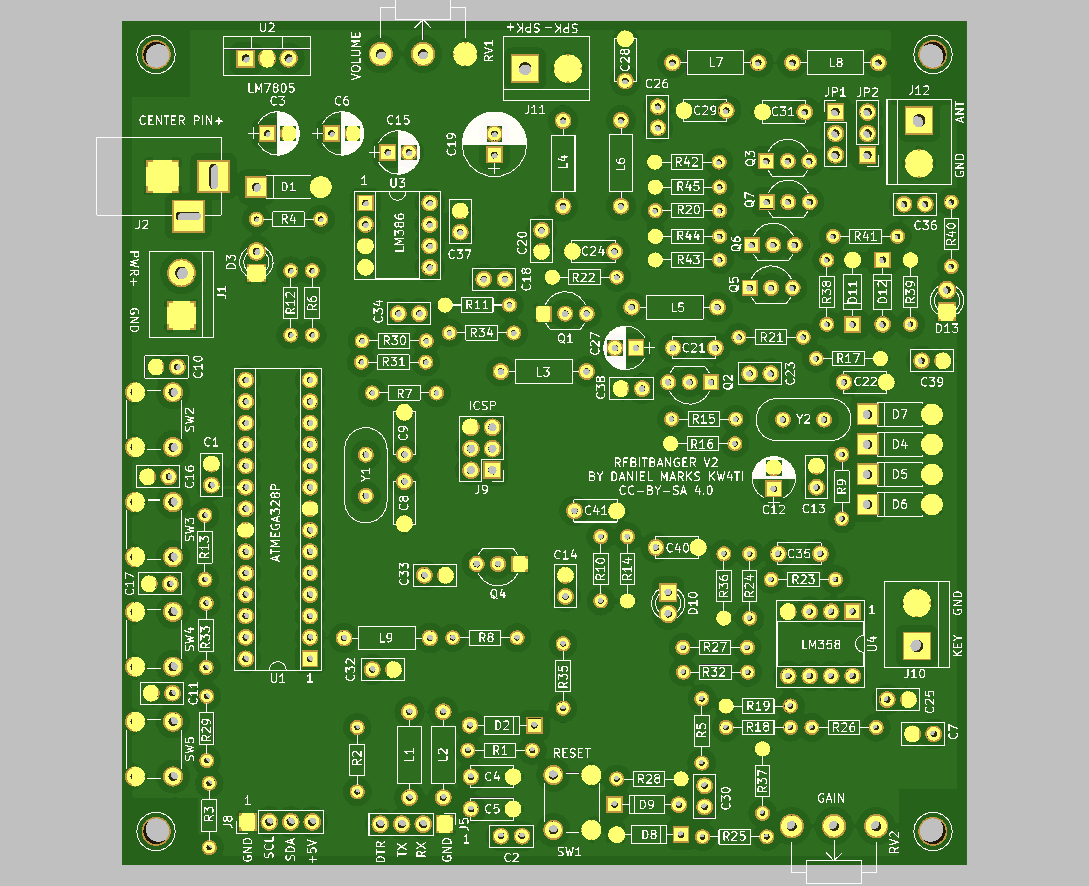 U2
LM7805
VOLUME
RV1
SPK+
SPK-
J11
C28
L7
L8
C26
C29
C31
JP1
JP2
J12
ANT
GND
CENTER PIN+
C3
C6
C15
C19
L4
L6
R42
R45
R20
R44
R43
Q3
Q7
Q6
Q5
C36
R40
R41
J2
D1
R4
U3
1
LM386
C37
C20
C24
R22
C18
PWR+
GND
J1
D3
R12
R6
C34
R11
R34
R30
R31
Q1
L5
R38
D11
D12
R39
D13
C27
C21
R21
R17
C22
C39
C10
SW2
R7
L3
C38
Q2
C23
ICSP
J9
R15
R16
Y2
D7
D4
D5
D6
C1
C16
C9
C8
Y1
RFBITBANGER V2
BY DANIEL MARKS KW4TI
CC-BY-SA 4.0
C12
C13
R9
SW3
R13
ATMEGA328P
C41
C40
C35
R10
R14
R36
R24
R23
C17
C33
Q4
C14
D10
SW4
R33
LM358
1
U4
GND
KEY
J10
L9
R8
C32
U1
1
R35
R27
R32
C11
R29
SW5
R19
R18
R26
C25
C7
R5
R2
L1
L2
D2
R1
C4
C5
C2
RESET
SW1
R28
D9
D8
C30
R37
R25
GAIN
RV2
R3
J8
1
GND
SCL
SDA
+5V
DTR
TX
RX
GND
J5
1